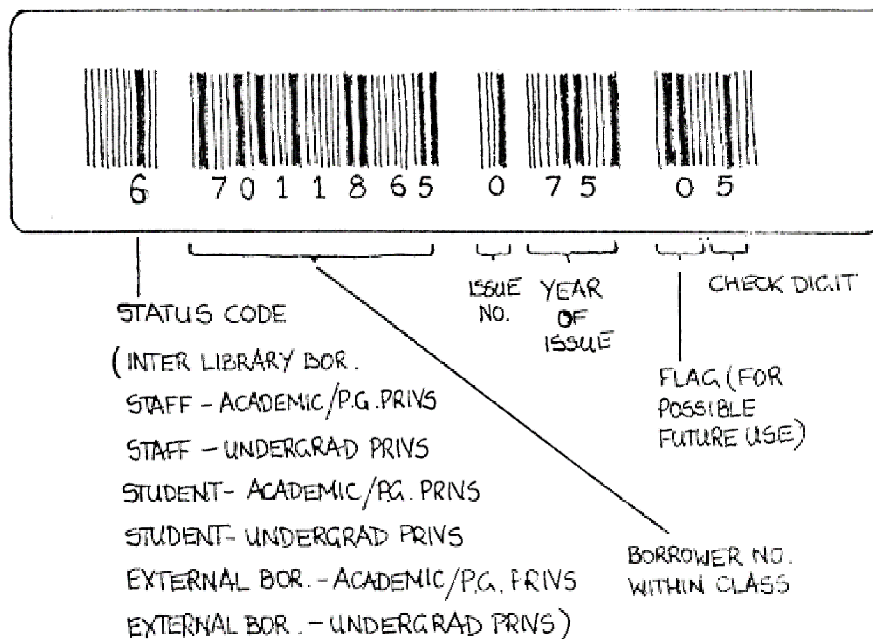 6 7011865 0 75 05
ISSUE NO.
YEAR OF ISSUE
CHECK DIGIT
STATUS CODE
(INTER LIBRARY BOR.
STAFF - ACADEMIC/P.G. PRIVS
STAFF - UNDERGRAD PRIVS
STUDENT - ACADEMIC/P.G. PRIVS
STUDENT - UNDERGRAD PRIVS
EXTERNAL BOR. - ACADEMIC/P.G. PRIVS
EXTERNAL BOR. - UNDERGRAD PRIVS)
FLAG (FOR
POSSIBLE
FUTURE USE)
BORROWER NO.
WITHIN CLASS